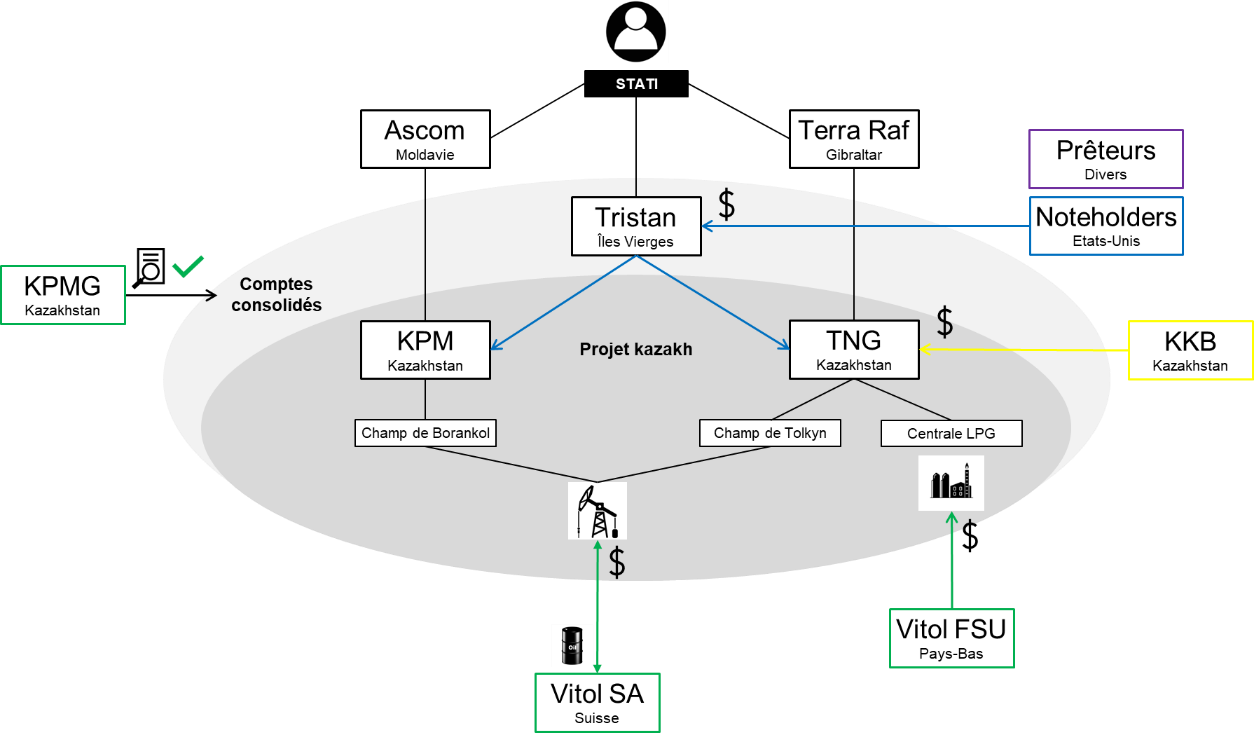 STATI
Ascom
Moldavie
Terra Raf
Gibraltar
Prêteurs
Divers
Tristan
Îles Vierges
$
Noteholders
Etats-Unis
KPMG
Kazakhstan
Comptes
consolidés
KPM
Kazakhstan
Projet kazakh
TNG
Kazakhstan
$
KKB
Kazakhstan
Champ de Borankol
Champ de Tolkyn
Centrale LPG
$
$
Vitol FSU
Pays-Bas
OIL
Vitol SA
Suisse